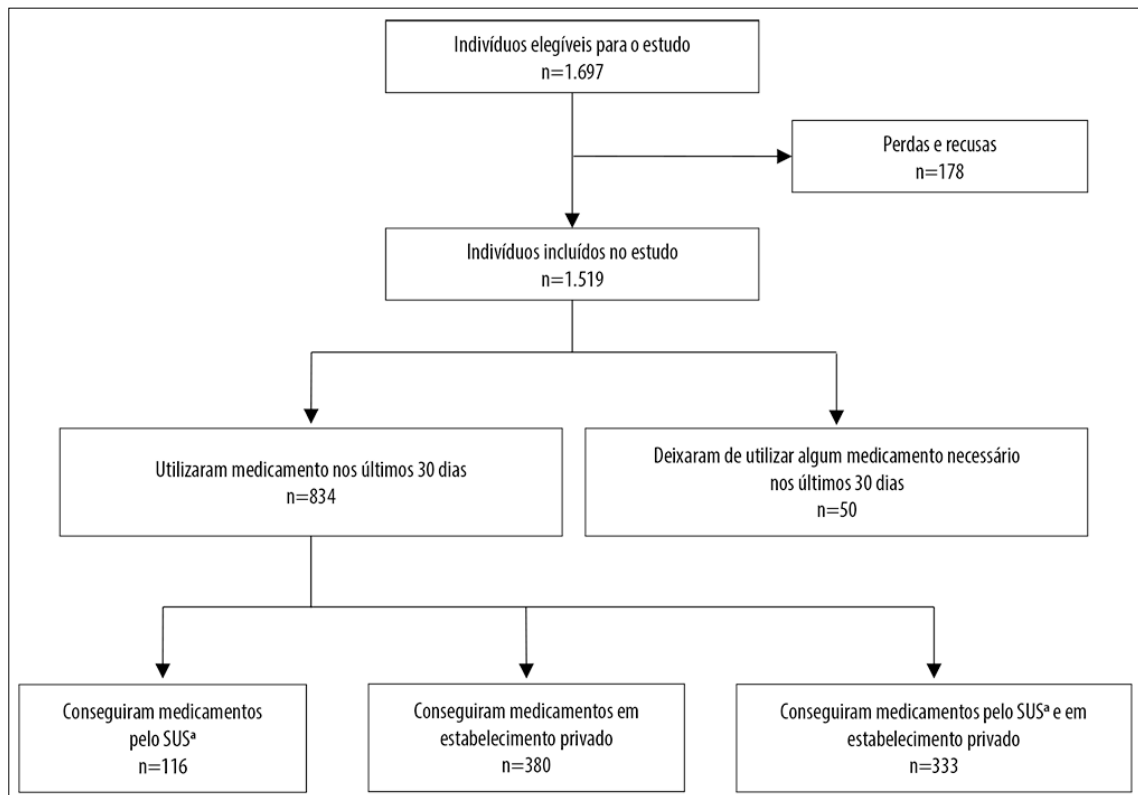 Indivíduos elegíveis para o estudo
n=1.697
Perdas e recusas
n=178
Indivíduos incluídos no estudo
n=1.519
Utilizaram medicamento nos últimos 30 dias
n=834
Deixaram de utilizar algum medicamento necessário
nos últimos 30 dias
n=50
Conseguiram medicamentos
pelo SUSª
n=116
Conseguiram medicamentos em
estabelecimento privado
n=380
Conseguiram medicamentos pelo SUSª e em
estabelecimento privado
n=333